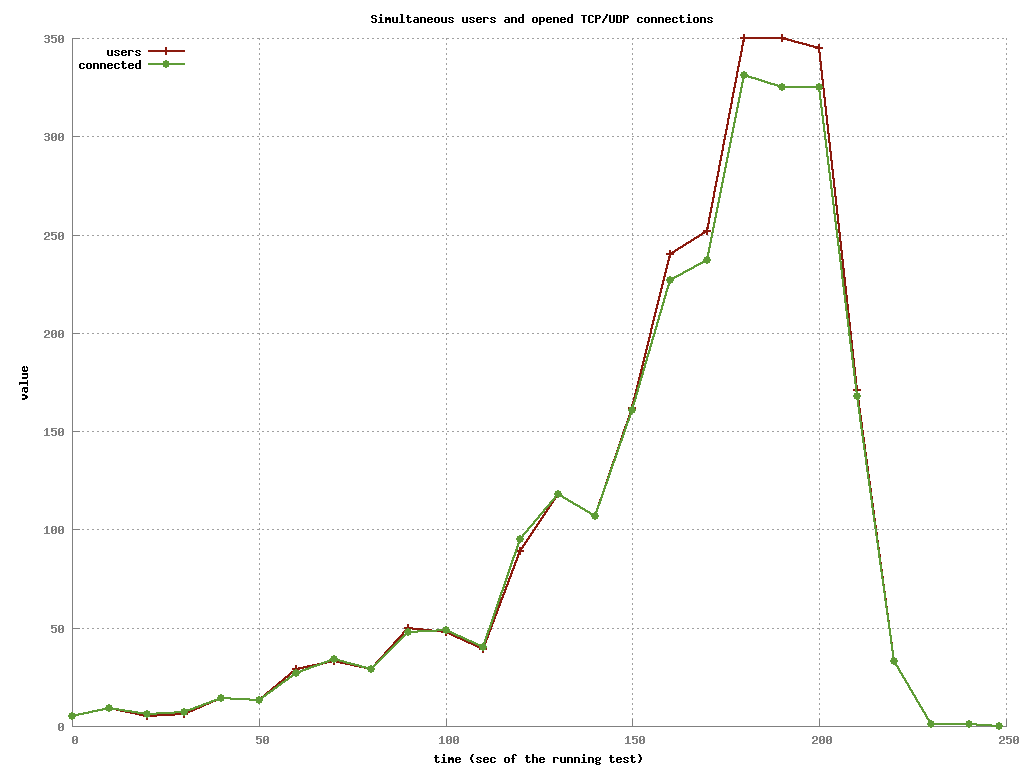 Simultaneous users and opened TCP/UDP connections
350
users
connected
300
250
200
value
150
100
50
0
0 50 100 150 200 250
time (sec of the running test)